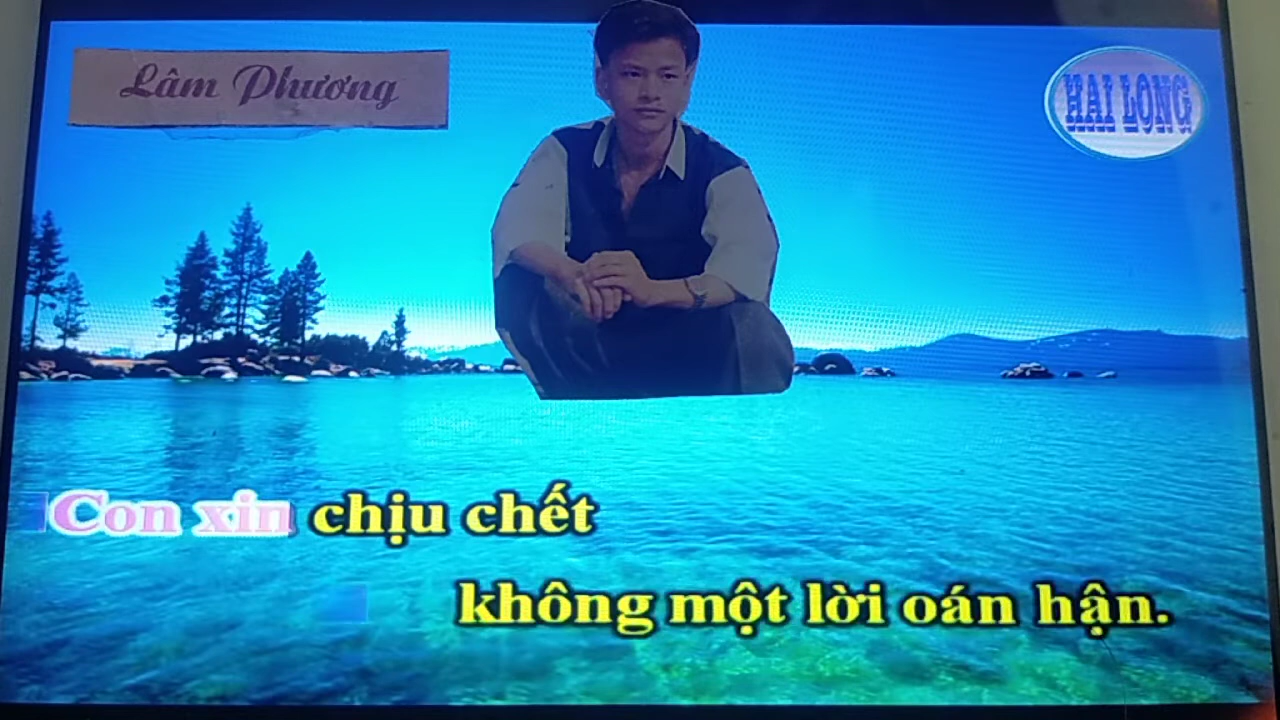 Lâm Phương
HAI LONG
Con xin chịu chết
không một lời oán hận.